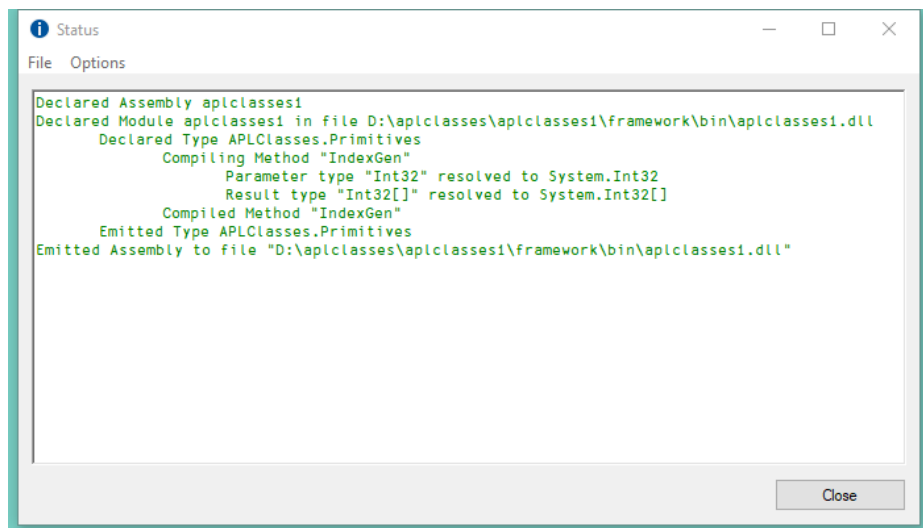 Status
File Options
Declared Assembly aplclasses1
Declared Module aplclasses1 in file D:\aplclasses\aplclasses1\framework\bin\aplclasses1.dll
Declared Type APLClasses.Primitives
Compiling Method "IndexGen"
Parameter type "Int32" resolved to System.Int32
Result type "Int32[]" resolved to System.Int32[]
Compiled Method "IndexGen"
Emitted Type APLClasses.Primitives
Emitted Assembly to file "D:\aplclasses\aplclasses1\framework\bin\aplclasses1.dll"
Close